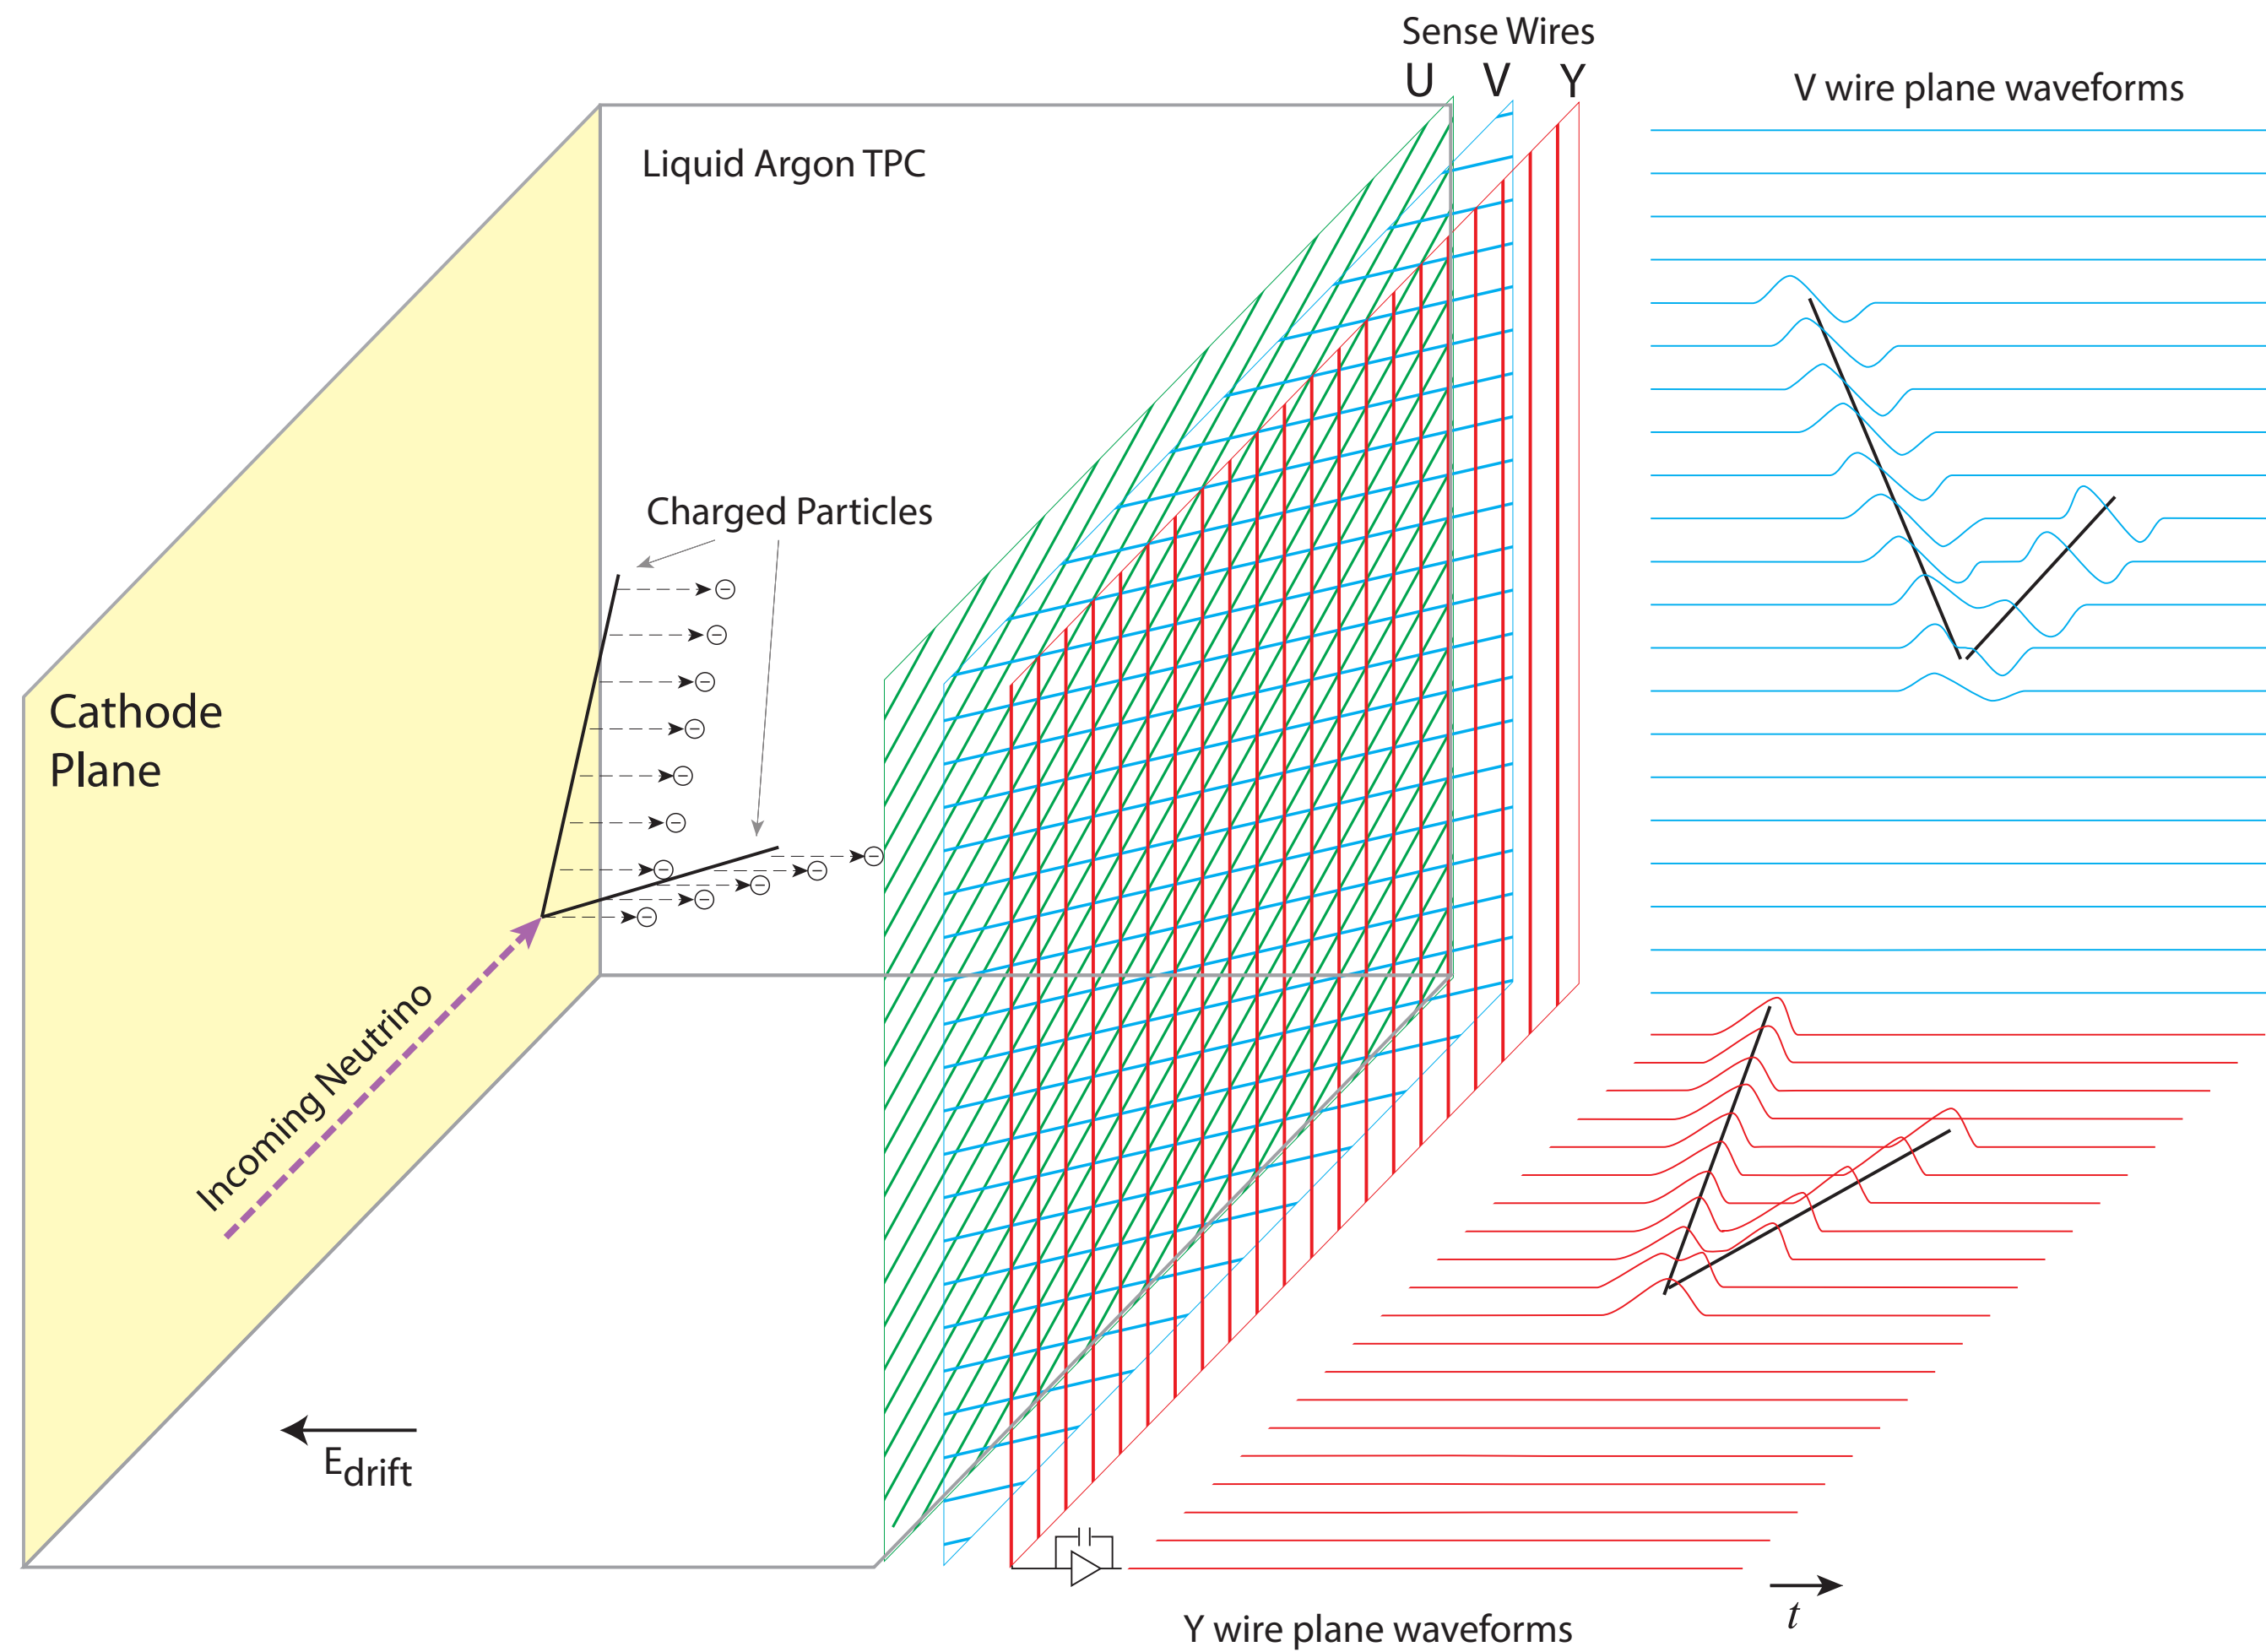 Sense Wires
U V Y
V wire plane waveforms
Liquid Argon TPC
Charged Particles
Cathode
Plane
Incoming Neutrino
Edrift
t
Y wire plane waveforms